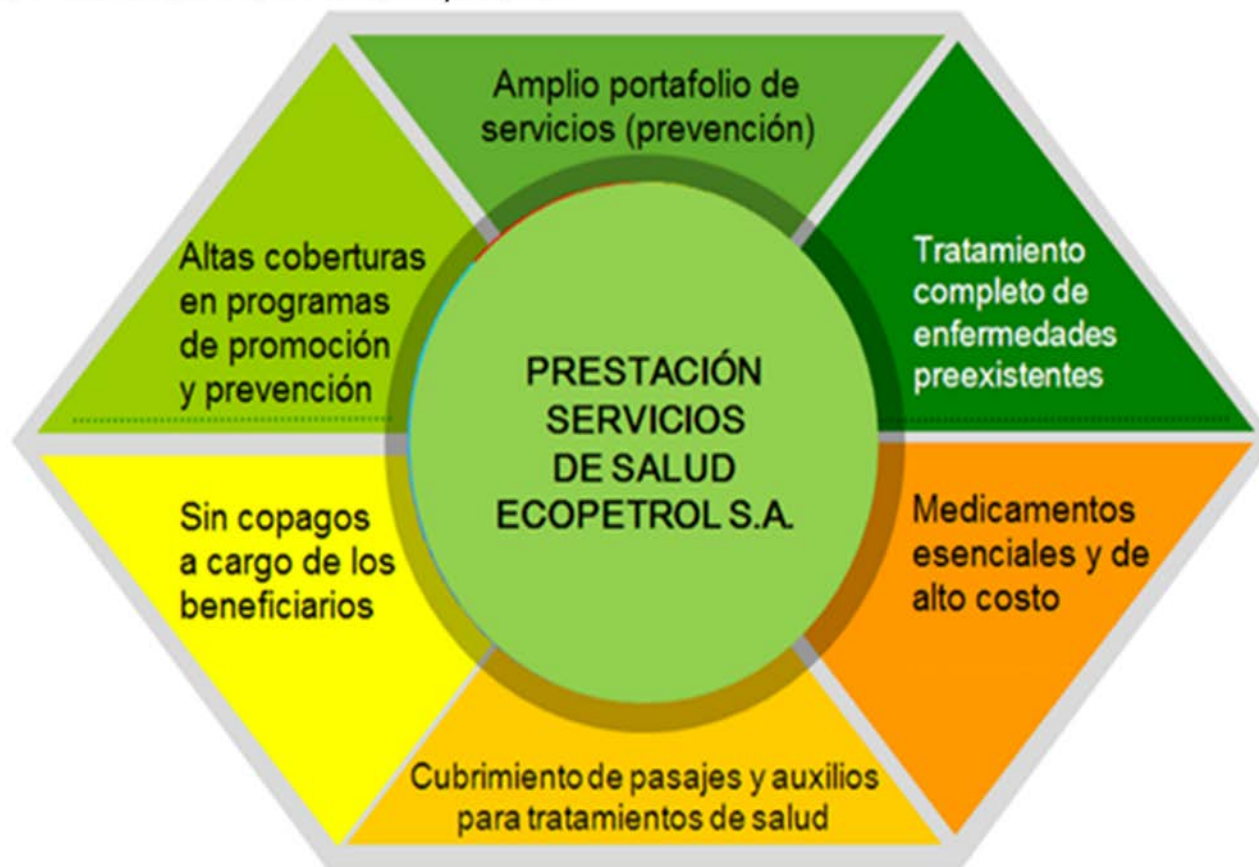 Amplio portafolio de
servicios (prevención)
Altas coberturas
en programas
de promoción
y prevención
Tratamiento
completo de
enfermedades
preexistentes
PRESTACIÓN
SERVICIOS
DE SALUD
ECOPETROL S.A.
Sin copagos
a cargo de los
beneficiarios
Medicamentos
esenciales y de
alto costo
Cubrimiento de pasajes y auxilios
para tratamientos de salud